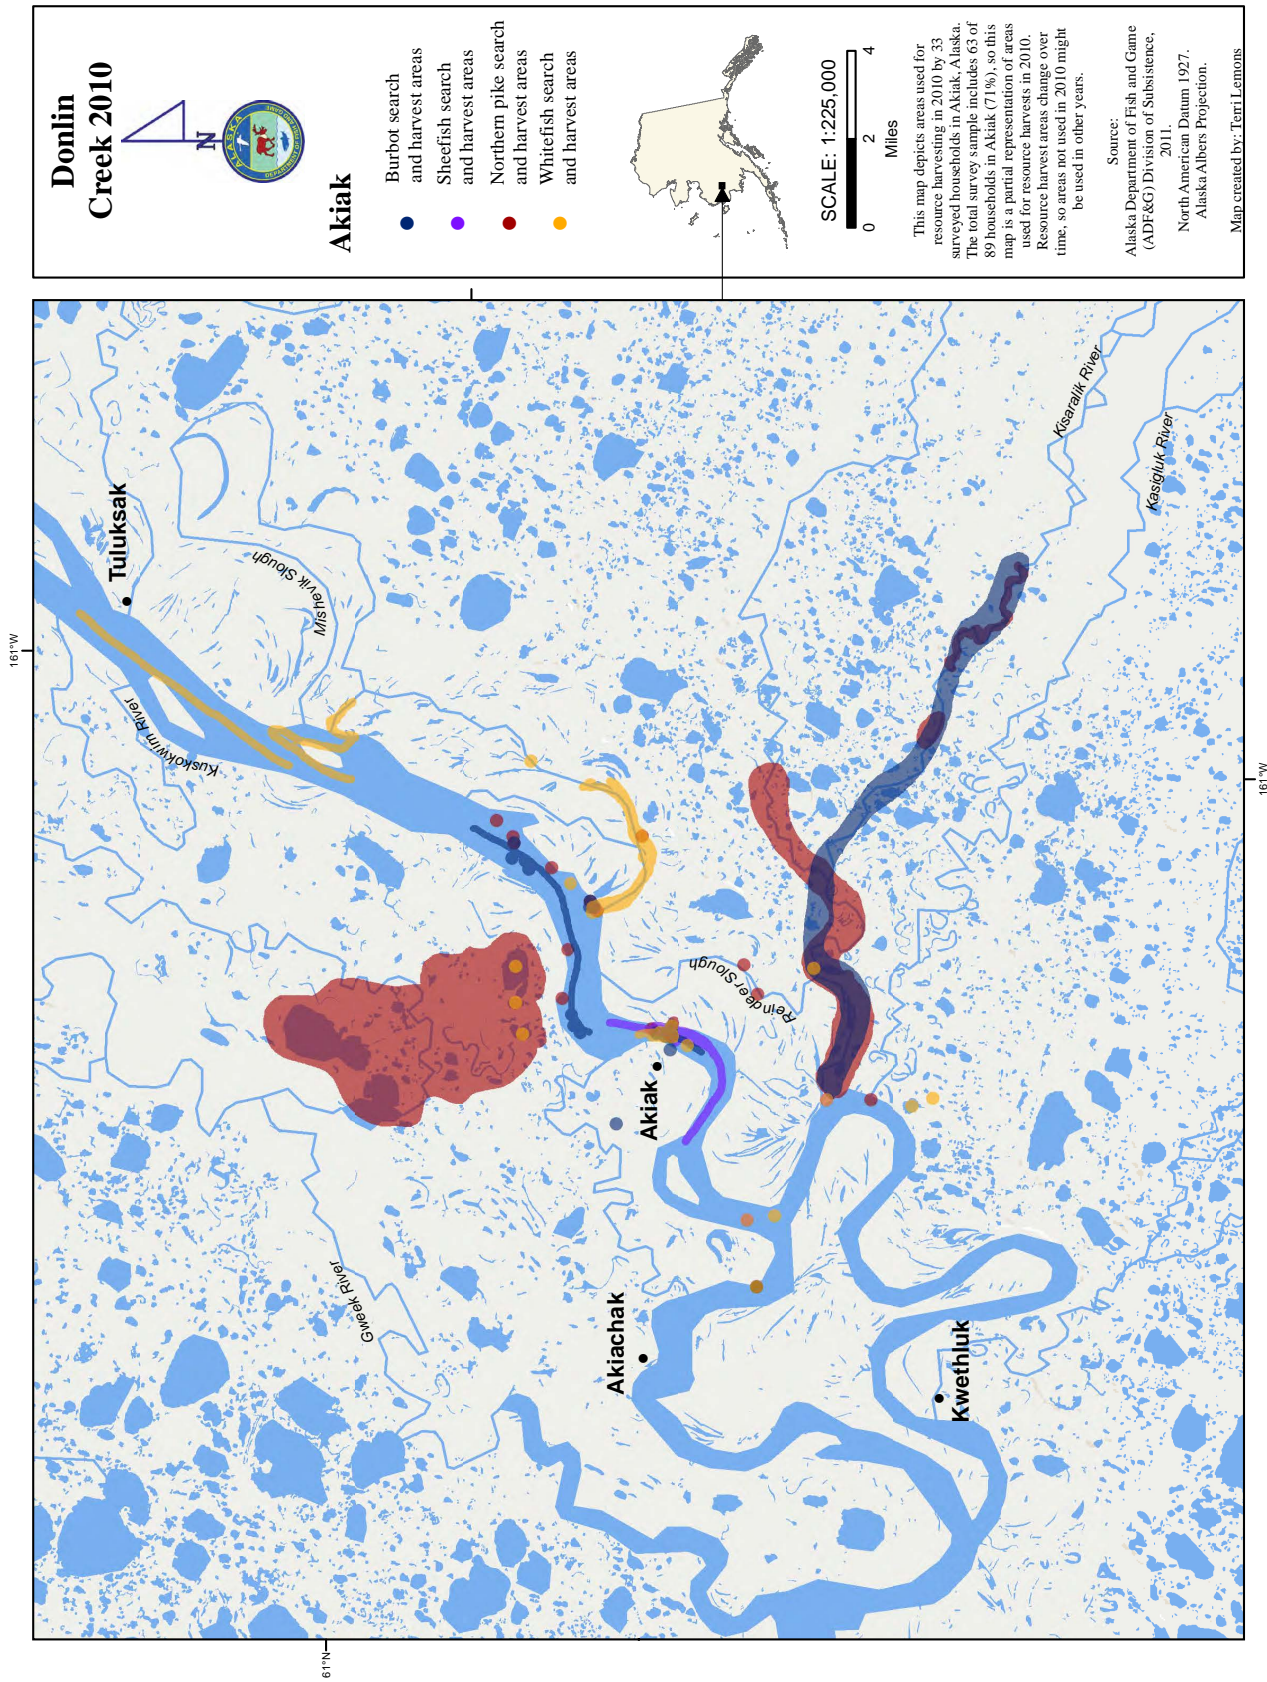 Donlin
Creek 2010
N
ALASKA
Akiak
Burbot search
and harvest areas
Sheefish search
and harvest areas
Northern pike search
and harvest areas
Whitefish search
and harvest areas
SCALE: 1:225,000
0
2
4
Miles
This map depicts areas used for
resource harvesting in 2010 by 33
surveyed households in Akiak, Alaska.
The total survey sample includes 63 of
89 households in Akiak (71%), so this
map is a partial representation of areas
used for resource harvests in 2010.
Resource harvest areas change over
time, so areas not used in 2010 might
be used in other years.
Source:
Alaska Department of Fish and Game
(ADF&G) Division of Subsistence,
2011.
North American Datum 1927.
Alaska Albers Projection.
Map created by: Terri Lemons
161°W
Tuluksak
Kuskokwim River
Mishevik Slough
Kisaralik River
Kasigluk River
Reindeer Slough
Akiak
Gweek River
Akiachak
Kwethluk
61°N
161°W